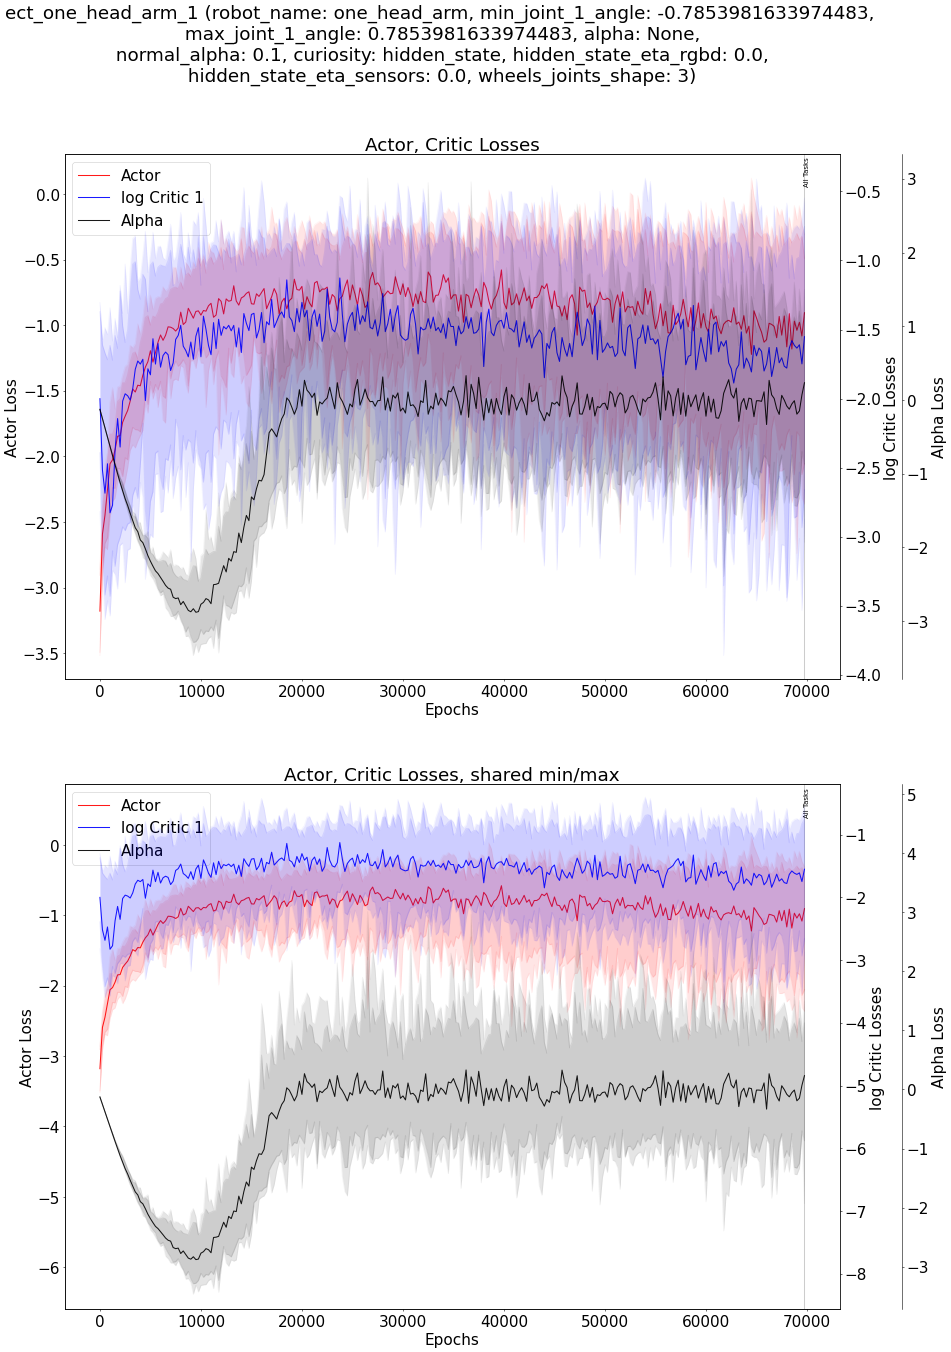 ect_one_head_arm_1 (robot_name: one_head_arm, min_joint_1_angle: -0.7853981633974483,
max_joint_1_angle: 0.7853981633974483, alpha: None,
normal_alpha: 0.1, curiosity: hidden_state, hidden_state_eta_rgbd: 0.0,
hidden_state_eta_sensors: 0.0, wheels_joints_shape: 3)
Actor, Critic Losses
Actor
log Critic 1
Alpha
All Tasks
0.0
−0.5
−1.0
−1.5
−2.0
−2.5
−3.0
−3.5
Actor Loss
−0.5
−1.0
−1.5
−2.0
−2.5
−3.0
−3.5
−4.0
log Critic Losses
3
2
1
0
−1
−2
−3
Alpha Loss
0 10000 20000 30000 40000 50000 60000 70000
Epochs
Actor, Critic Losses, shared min/max
Actor
log Critic 1
Alpha
All Tasks
0
−1
−2
−3
−4
−5
−6
Actor Loss
−1
−2
−3
−4
−5
−6
−7
−8
log Critic Losses
5
4
3
2
1
0
−1
−2
−3
Alpha Loss
0 10000 20000 30000 40000 50000 60000 70000
Epochs